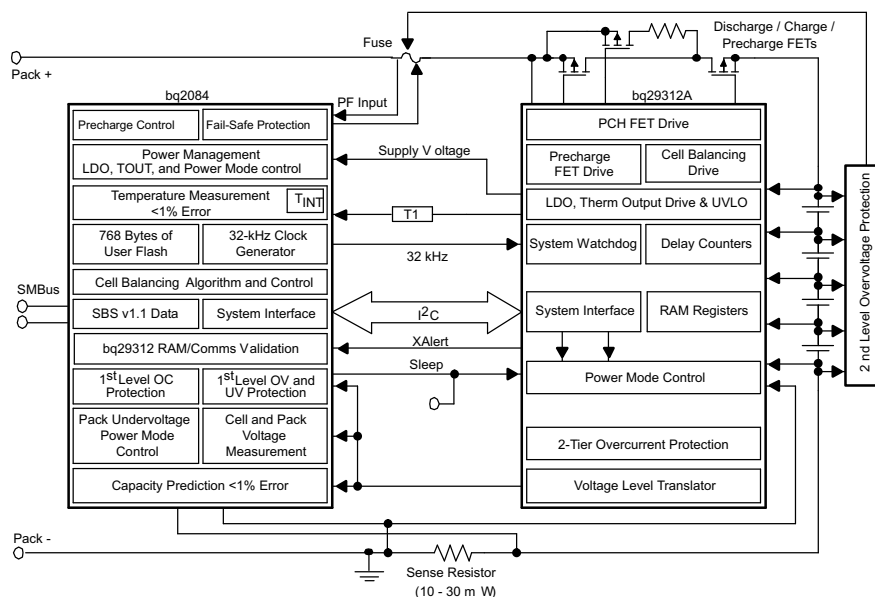 Discharge / Charge /
Precharge FETs
Fuse
Pack +
bq2084
PF Input
bq29312A
Precharge Control
Fail-Safe Protection
PCH FET Drive
Power Management
LDO, TOUT, and Power Mode control
Supply V oltage
Precharge
FET Drive
Cell Balancing
Drive
Temperature Measurement
<1% Error
TINT
T1
LDO, Therm Output Drive & UVLO
768 Bytes of
User Flash
32-kHz Clock
Generator
32 kHz
System Watchdog
Delay Counters
2 nd Level Overvoltage Protection
Cell Balancing Algorithm and Control
SMBus
SBS v1.1 Data
System Interface
I2C
System Interface
RAM Registers
bq29312 RAM/Comms Validation
XAlert
Sleep
1st Level OC
Protection
1st Level OV and
UV Protection
Power Mode Control
Pack Undervoltage
Power Mode
Control
Cell and Pack
Voltage
Measurement
2-Tier Overcurrent Protection
Capacity Prediction <1% Error
Voltage Level Translator
Pack -
Sense Resistor
(10 - 30 m W)